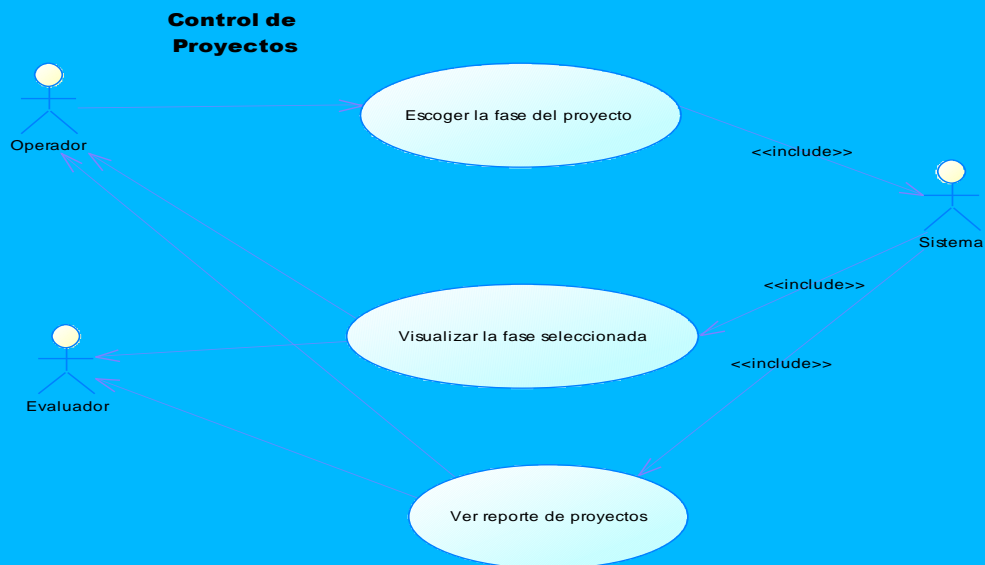 Control de
Proyectos
Escoger la fase del proyecto
Operador
<<include>>
Sistema
<<include>>
Visualizar la fase seleccionada
<<include>>
Evaluador
Ver reporte de proyectos